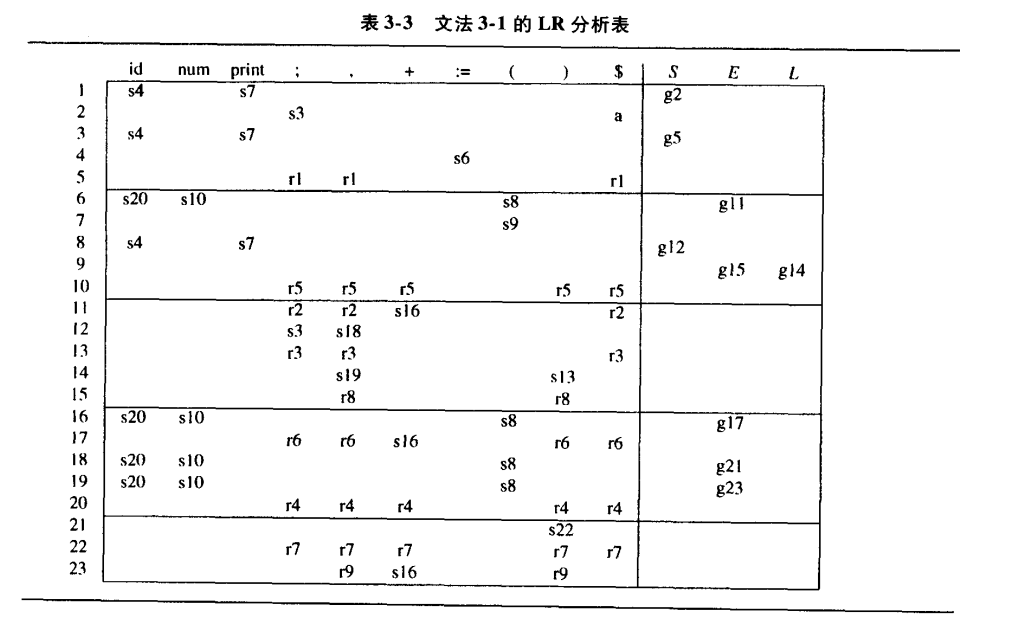 表 3-3 文法 3-1 的 LR 分析表
id num print ; , + := ( ) $ S E L
1 s4 s7 g2
2 s3 a
3 s4 s7 g5
4 s6
5 r1 r1 r1
6 s20 s10 s8 g11
7 s9
8 s4 s7 g12
9 g15 g14
10 r5 r5 r5 r5 r5
11 r2 r2 s16 r2
12 s3 s18
13 r3 r3 r3
14 s19 s13
15 r8 r8
16 s20 s10 s8 g17
17 r6 r6 s16 r6 r6
18 s20 s10 s8 g21
19 s20 s10 s8 g23
20 r4 r4 r4 r4 r4
21 s22
22 r7 r7 r7 r7 r7
23 r9 s16 r9